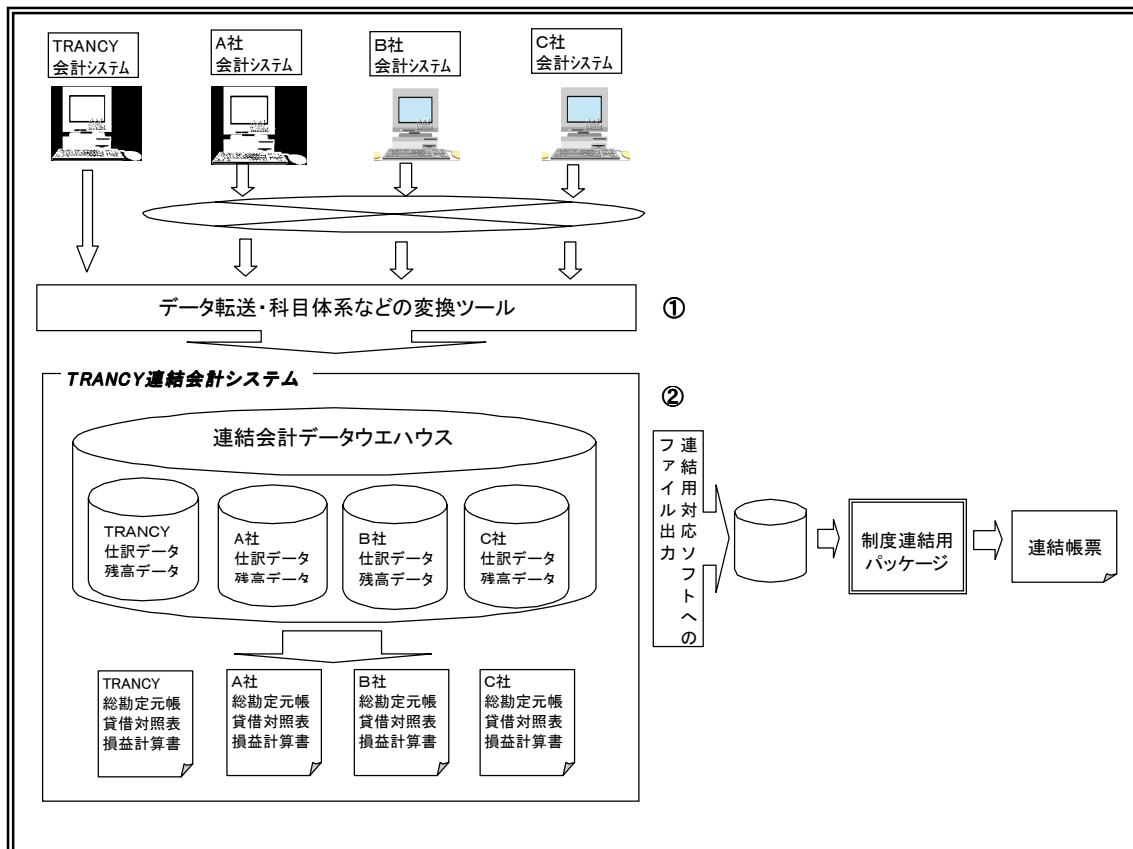 TRANCY
会計システム
A社
会計システム
B社
会計システム
C社
会計システム
データ転送・科目体系などの変換ツール
①
TRANCY連結会計システム
②
連結会計データウエハウス
TRANCY
仕訳データ
残高データ
A社
仕訳データ
残高データ
B社
仕訳データ
残高データ
C社
仕訳データ
残高データ
連結用対応ソフトへの
ファイル出力
制度連結用
パッケージ
連結帳票
TRANCY
総勘定元帳
貸借対照表
損益計算書
A社
総勘定元帳
貸借対照表
損益計算書
B社
総勘定元帳
貸借対照表
損益計算書
C社
総勘定元帳
貸借対照表
損益計算書